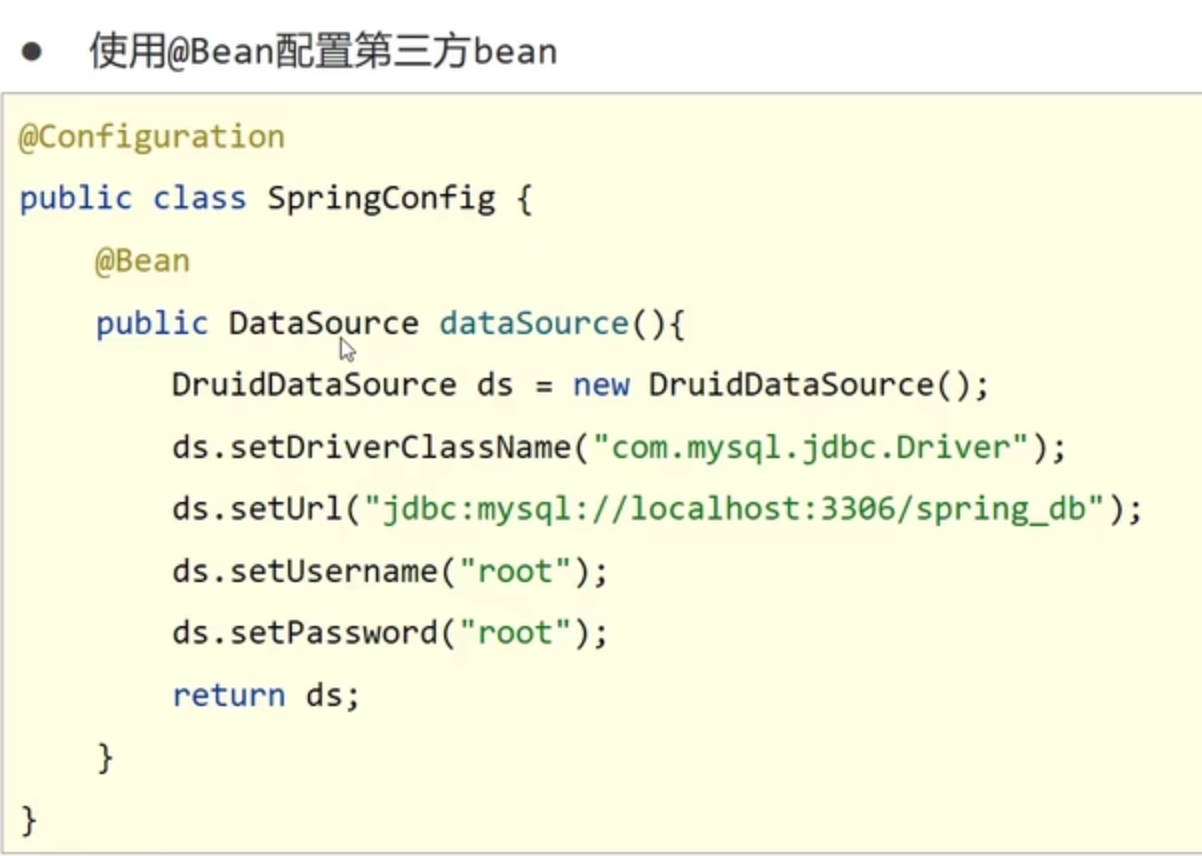 ● 使用@Bean配置第三方bean
@Configuration
public class SpringConfig {
    @Bean
    public DataSource dataSource(){
        DruidDataSource ds = new DruidDataSource();
        ds.setDriverClassName("com.mysql.jdbc.Driver");
        ds.setUrl("jdbc:mysql://localhost:3306/spring_db");
        ds.setUsername("root");
        ds.setPassword("root");
        return ds;
    }
}